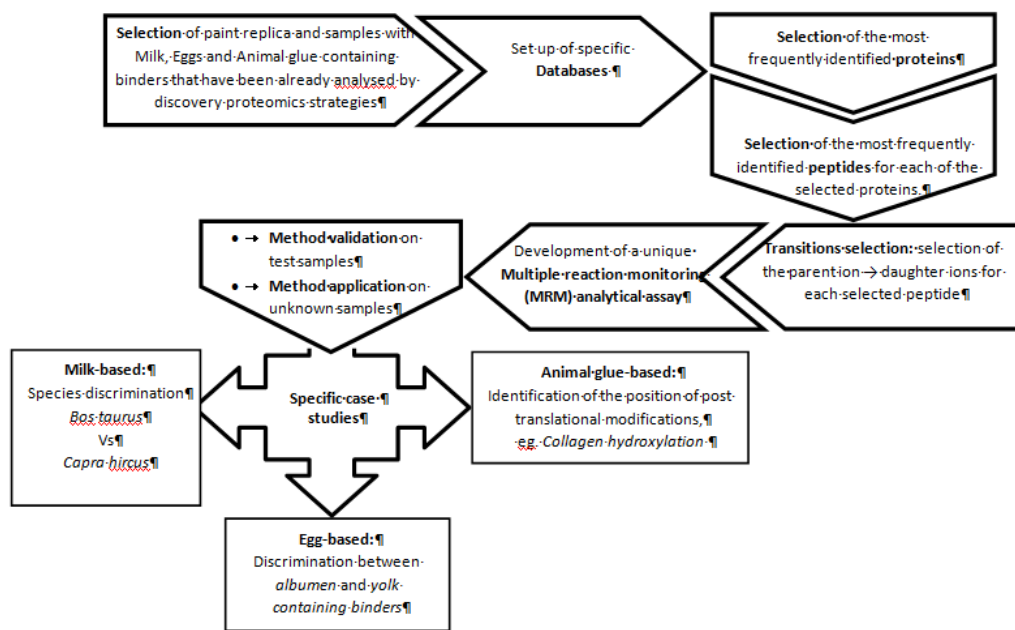 Selection of paint replica and samples with
Milk, Eggs and Animal glue containing
binders that have been already analysed by
discovery proteomics strategies¶
Set up of specific
Databases ¶
Selection of the most
frequently identified proteins¶
Selection of the most frequently
identified peptides for each of the
selected proteins.¶
Transitions selection: selection of
the parent ion → daughter ions for
each selected peptide¶
Development of a unique
Multiple reaction monitoring
(MRM) analytical assay¶
• → Method validation on
test samples¶
• → Method application on
unknown samples¶
Specific case ¶
studies¶
Milk-based:¶
Species discrimination¶
Bos taurus¶
Vs¶
Capra hircus¶
Animal glue-based:¶
Identification of the position of post
translational modifications,¶
eg. Collagen hydroxylation ¶
Egg-based:¶
Discrimination between
albumen and yolk
containing binders¶